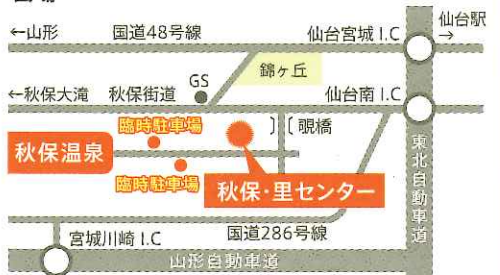 ←山形
国道48号線
仙台宮城 I.C
仙台駅
→
錦ヶ丘
GS
←秋保大滝
秋保街道
仙台南 I.C
臨時駐車場
覗橋
秋保温泉
臨時駐車場
秋保・里センター
東北自動車道
宮城川崎 I.C
国道286号線
山形自動車道